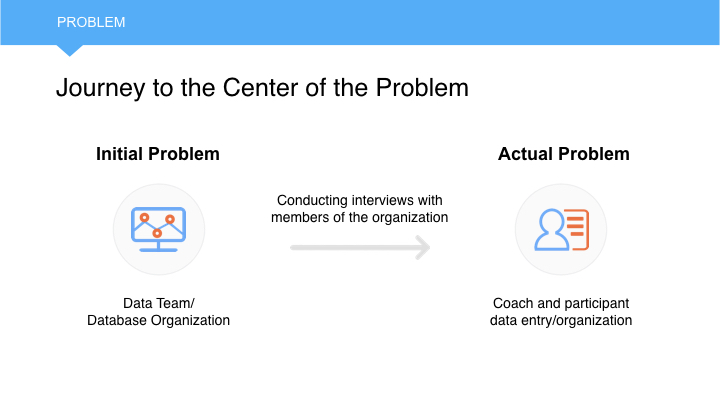 PROBLEM
Journey to the Center of the Problem
Initial Problem
Actual Problem
Conducting interviews with
members of the organization
Data Team/
Database Organization
Coach and participant
data entry/organization